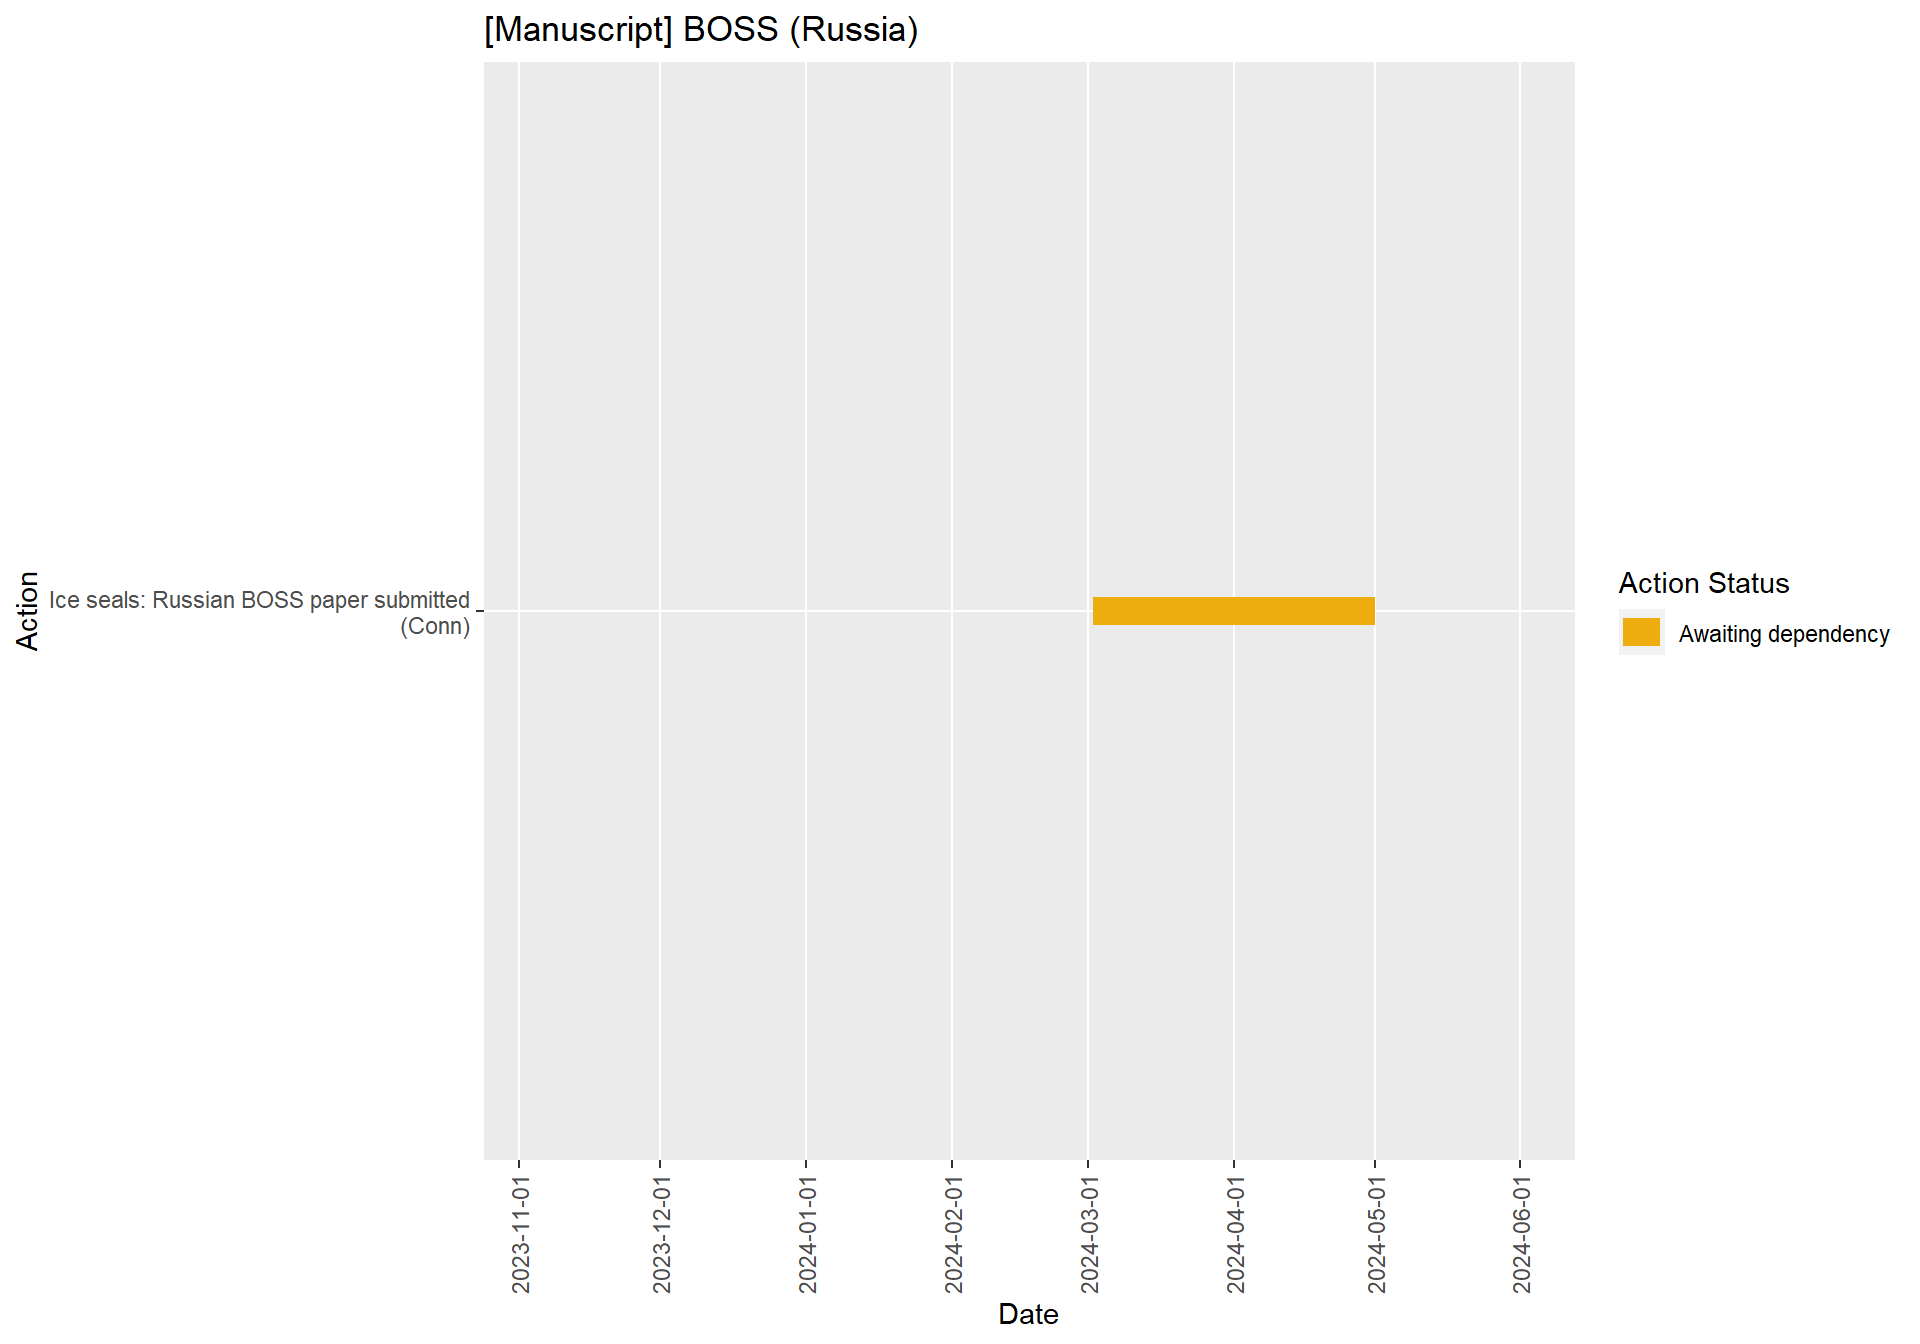 [Manuscript] BOSS (Russia)
Action
Ice seals: Russian BOSS paper submitted
(Conn)
Action Status
Awaiting dependency
2023-11-01
2023-12-01
2024-01-01
2024-02-01
2024-03-01
2024-04-01
2024-05-01
2024-06-01
Date